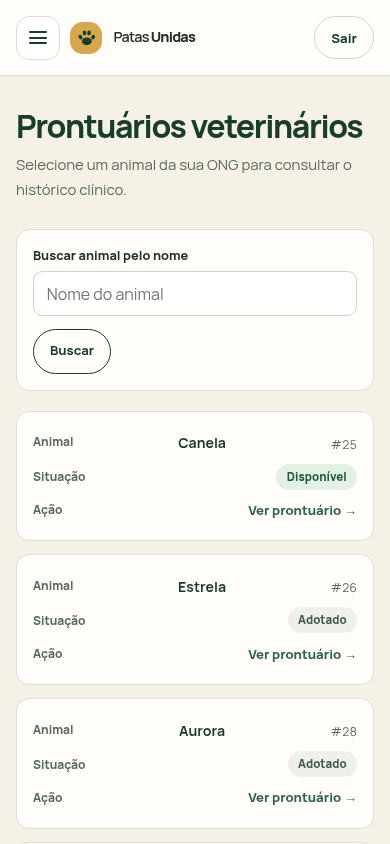 Patas Unidas
Sair
Prontuários veterinários
Selecione um animal da sua ONG para consultar o
histórico clínico.
Buscar animal pelo nome
Nome do animal
Buscar
Animal Canela #25
Situação Disponível
Ação Ver prontuário →
Animal Estrela #26
Situação Adotado
Ação Ver prontuário →
Animal Aurora #28
Situação Adotado
Ação Ver prontuário →